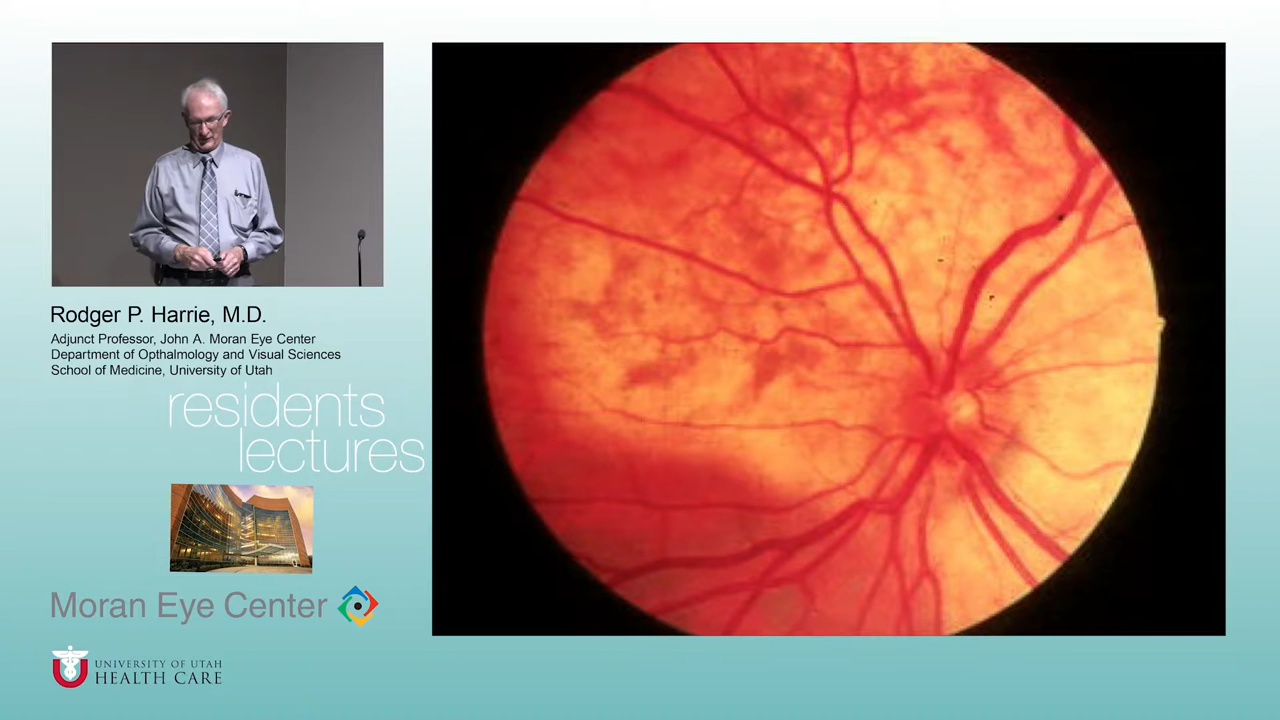 Rodger P. Harrie, M.D.
Adjunct Professor, John A. Moran Eye Center
Department of Opthalmology and Visual Sciences
School of Medicine, University of Utah
residents
lectures
Moran Eye Center
UNIVERSITY OF UTAH
HEALTH CARE